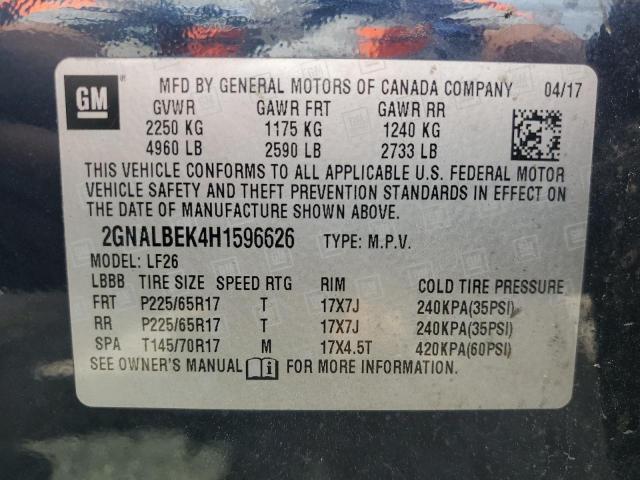 GM
MFD BY GENERAL MOTORS OF CANADA COMPANY 04/17
GVWR GAWR FRT GAWR RR
2250 KG 1175 KG 1240 KG
4960 LB 2590 LB 2733 LB
THIS VEHICLE CONFORMS TO ALL APPLICABLE U.S. FEDERAL MOTOR
VEHICLE SAFETY AND THEFT PREVENTION STANDARDS IN EFFECT ON
THE DATE OF MANUFACTURE SHOWN ABOVE.
2GNALBEK4H1596626 TYPE: M.P.V.
MODEL: LF26
LBBB TIRE SIZE SPEED RTG RIM COLD TIRE PRESSURE
FRT P225/65R17 T 17X7J 240KPA(35PSI)
RR P225/65R17 T 17X7J 240KPA(35PSI)
SPA T145/70R17 M 17X4.5T 420KPA(60PSI)
SEE OWNER'S MANUAL FOR MORE INFORMATION.